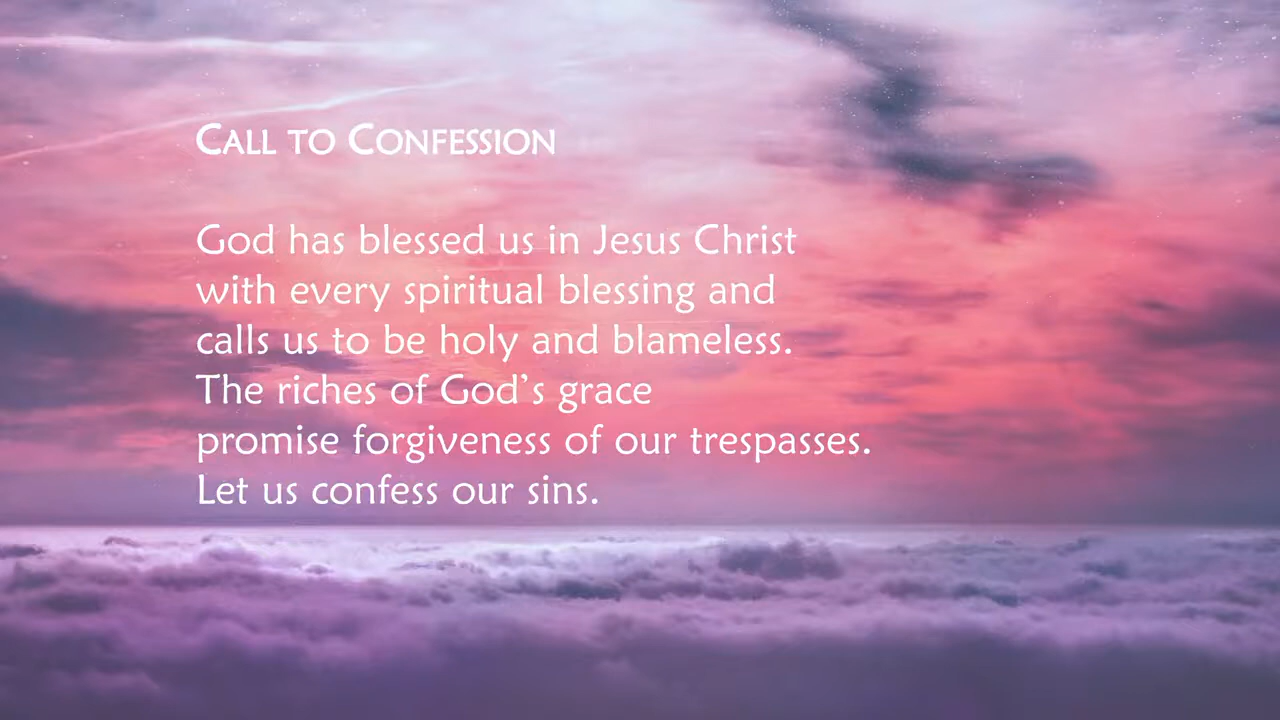 Call to Confession
God has blessed us in Jesus Christ
with every spiritual blessing and
calls us to be holy and blameless.
The riches of God’s grace
promise forgiveness of our trespasses.
Let us confess our sins.